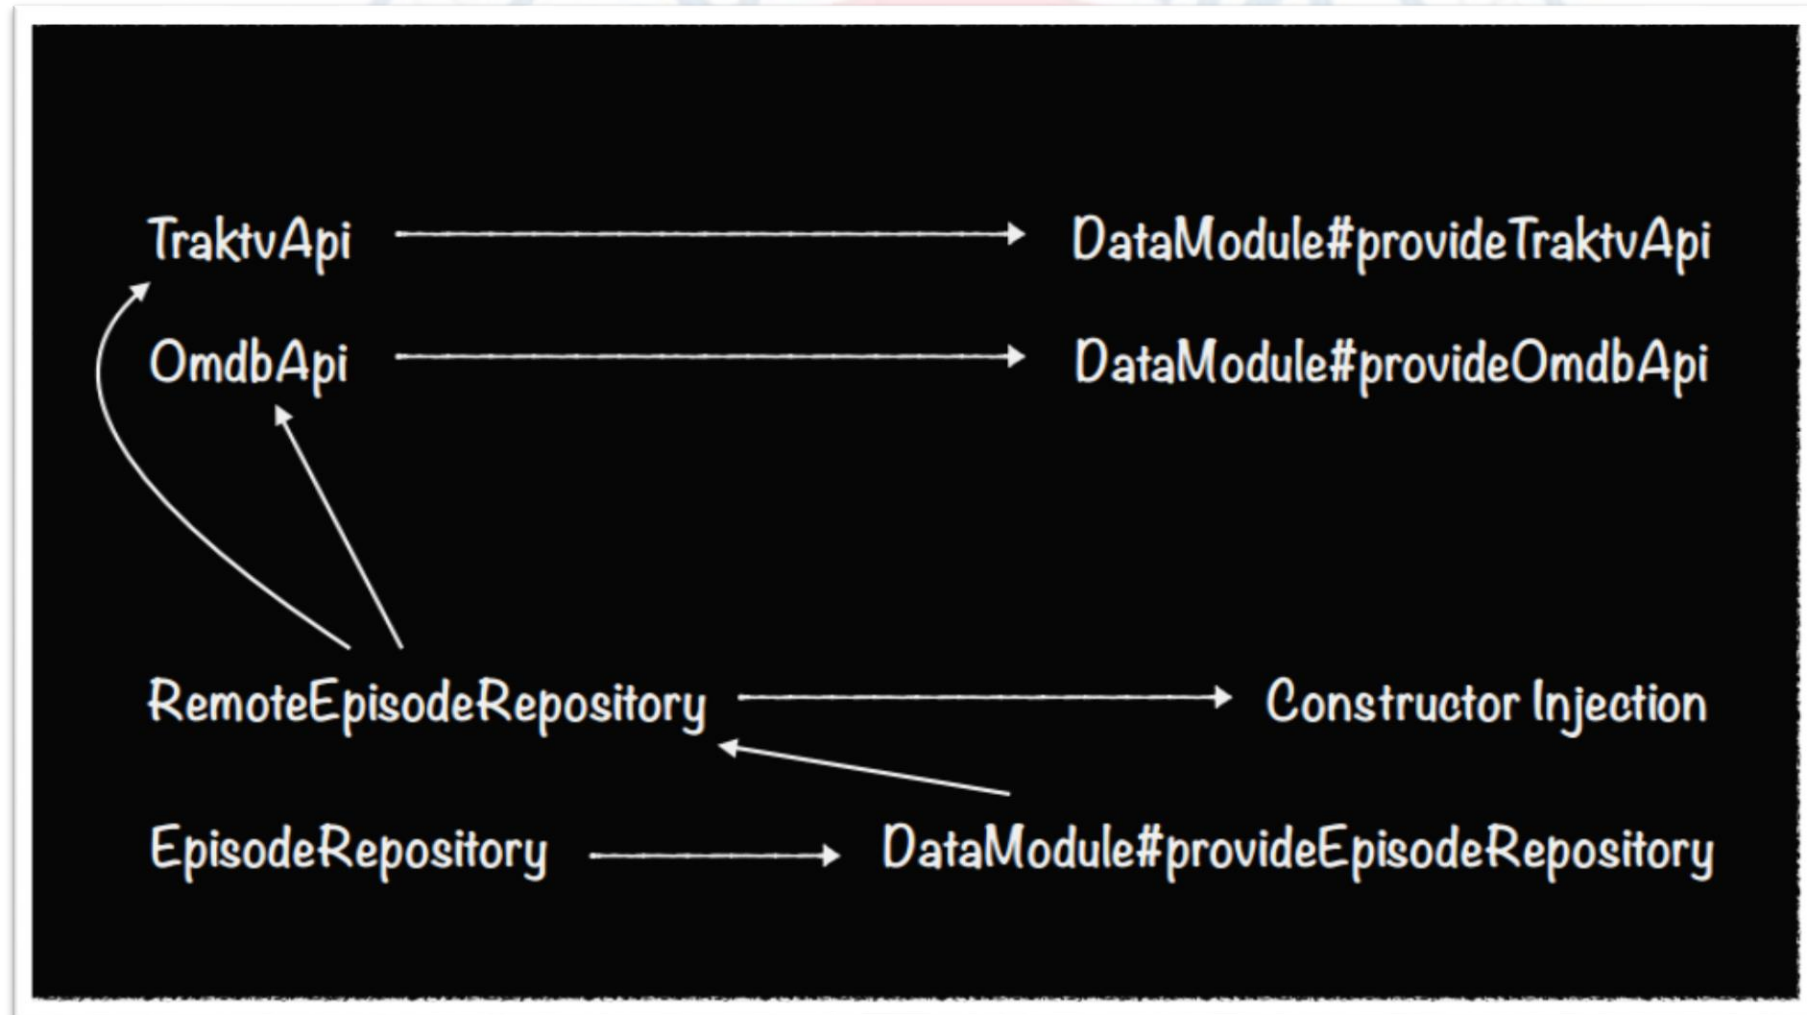 TraktvApi DataModule#provideTraktvApi
OmdbApi DataModule#provideOmdbApi
RemoteEpisodeRepository Constructor Injection
EpisodeRepository DataModule#provideEpisodeRepository